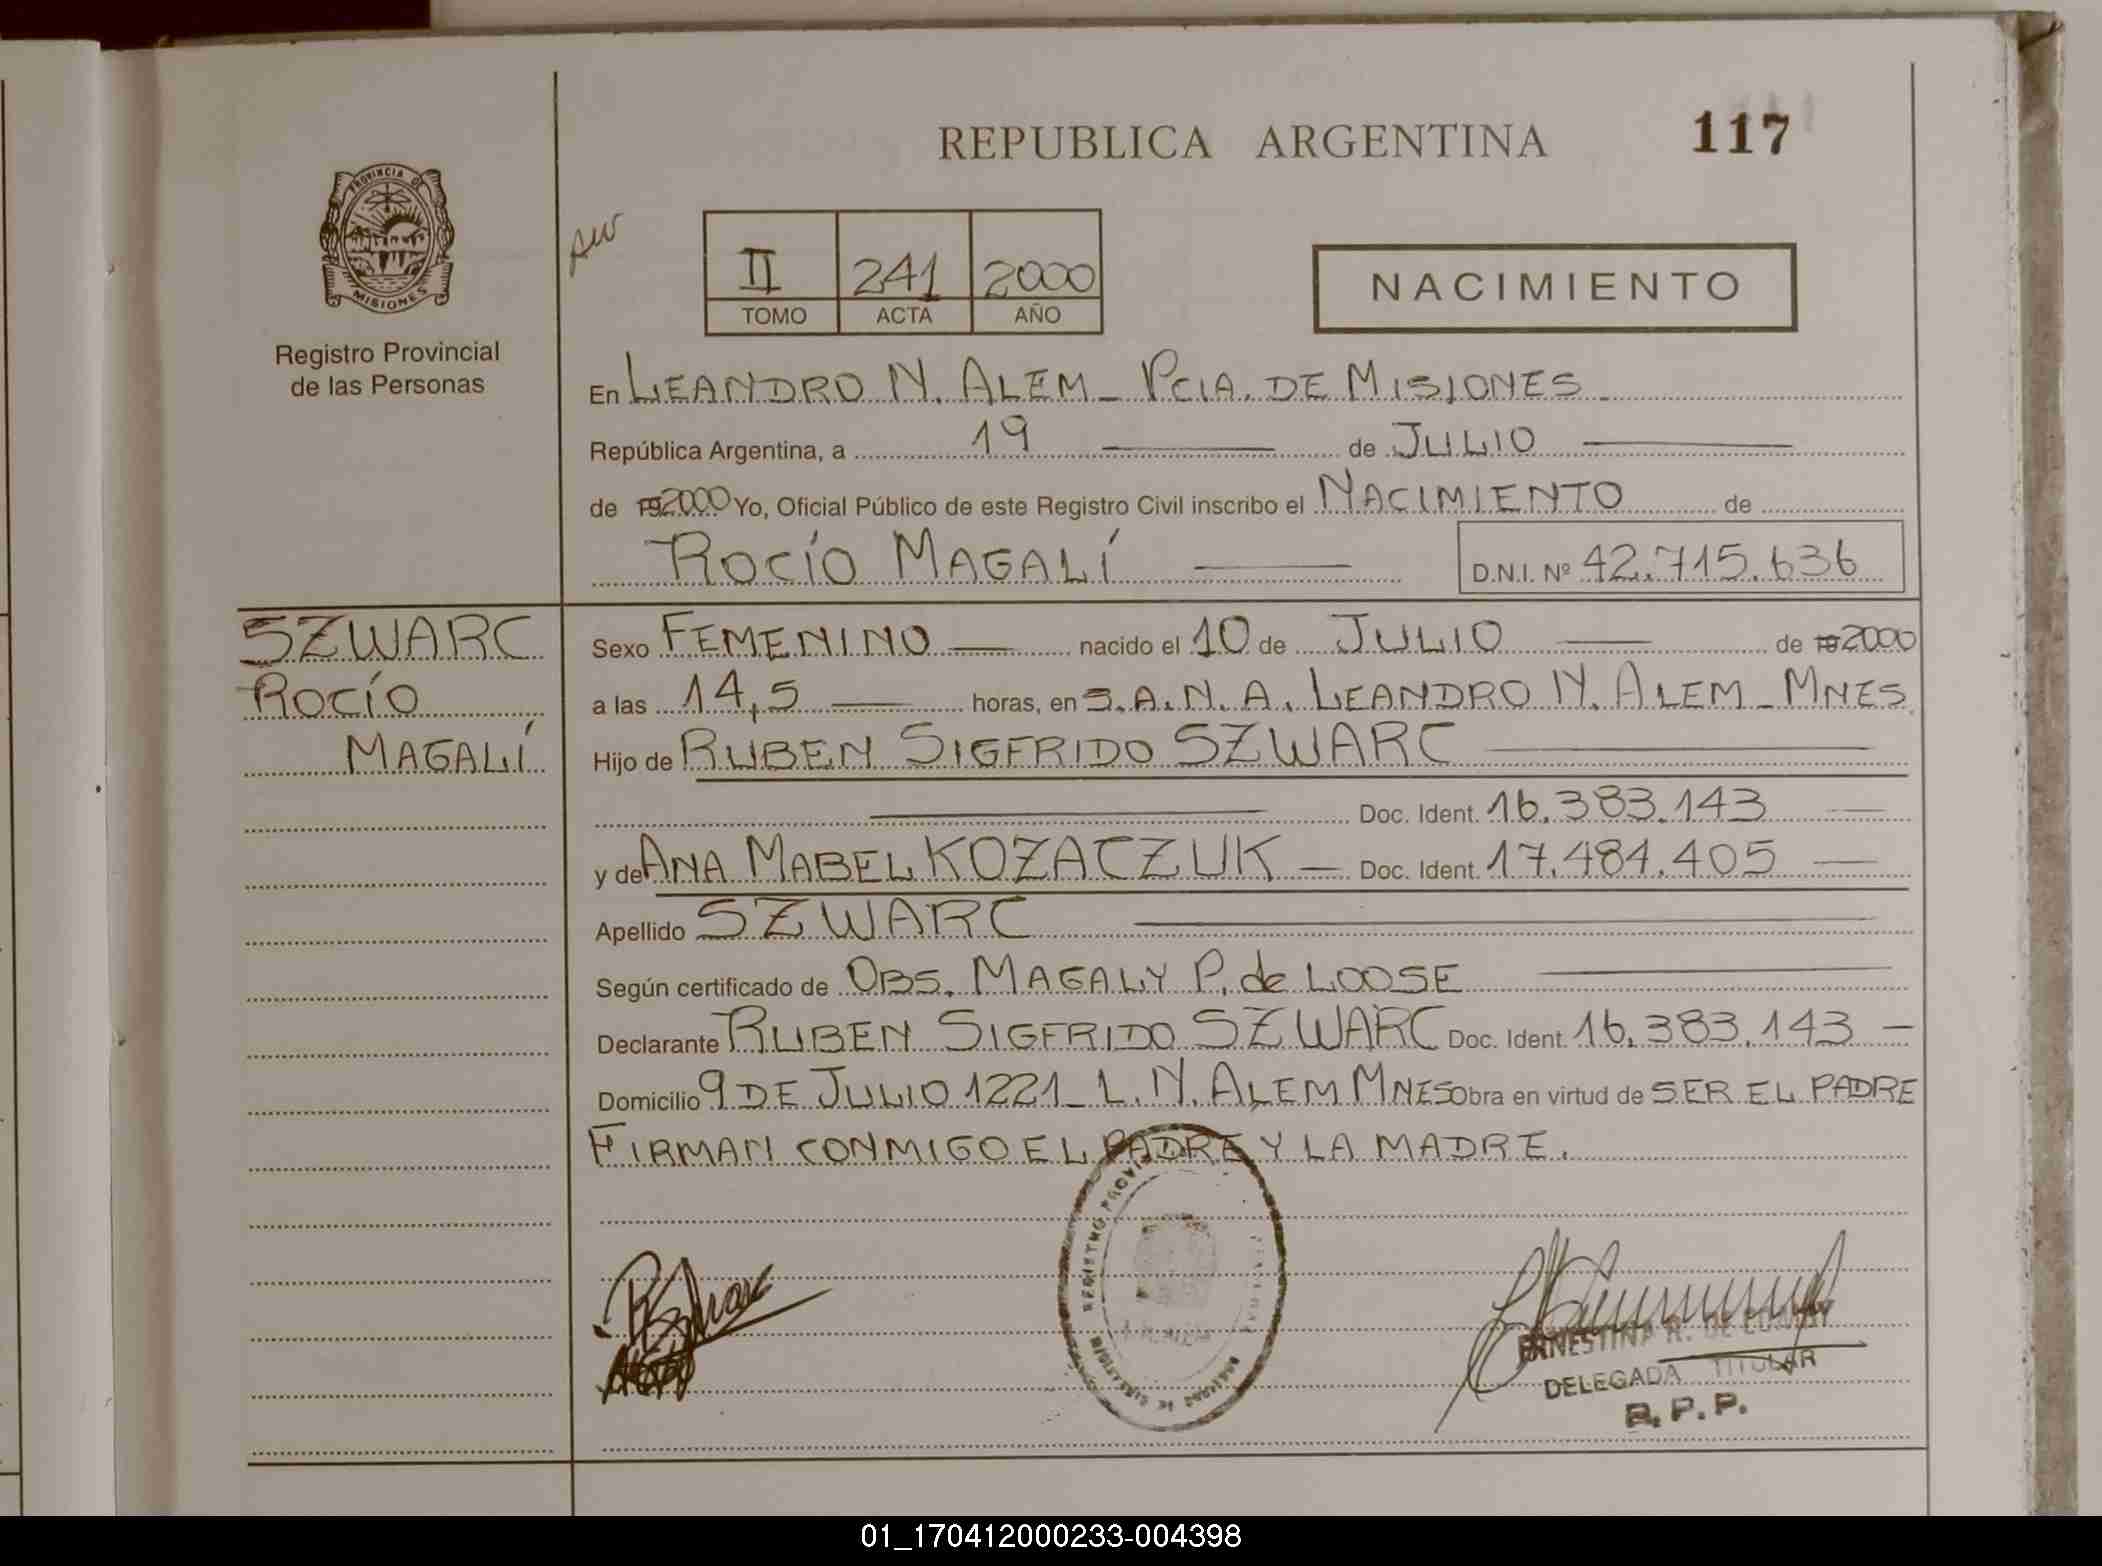 REPUBLICA ARGENTINA
117
PROVINCIA DE
MISIONES
Registro Provincial
de las Personas
II 241 2000
TOMO ACTA AÑO
NACIMIENTO
En LEANDRO N. ALEM - PCIA. DE MISIONES
República Argentina, a 19 de JULIO
de 192000 Yo, Oficial Público de este Registro Civil inscribo el NACIMIENTO de
ROCÍO MAGALÍ D.N.I. Nº 42.715.636
SZWARC
ROCÍO
MAGALÍ
Sexo FEMENINO nacido el 10 de JULIO de 192000
a las 14,5 horas, en S.A.N.A. LEANDRO N. ALEM - MNES
Hijo de RUBEN SIGFRIDO SZWARC
Doc. Ident. 16.383.143
y de ANA MABEL KOZACZUK Doc. Ident. 17.484.405
Apellido SZWARC
Según certificado de OBS. MAGALY P. de LOOSE
Declarante RUBEN SIGFRIDO SZWARC Doc. Ident. 16.383.143
Domicilio 9 DE JULIO 1221 - L.N. ALEM MNES Obra en virtud de SER EL PADRE
FIRMAN CONMIGO EL PADRE Y LA MADRE.
ERNESTINA R. DE
DELEGADA TITULAR
R.P.P.
01_170412000233-004398